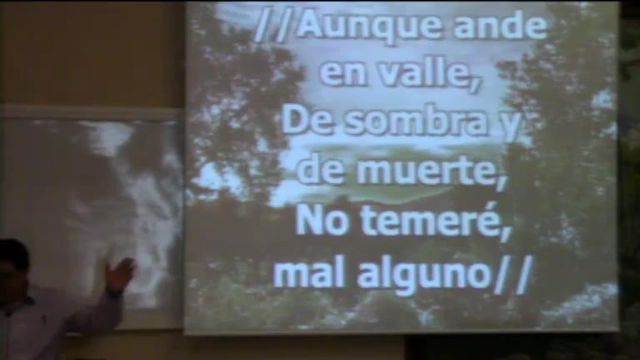 //Aunque ande
en valle,
De sombra y
de muerte,
No temeré,
mal alguno//